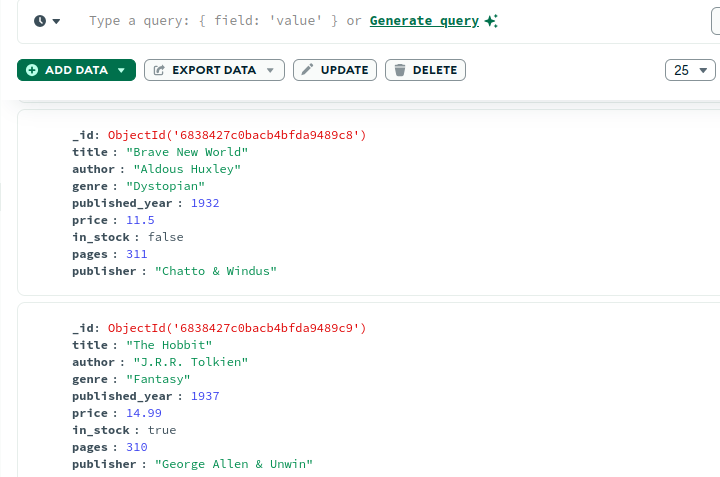 Type a query: { field: 'value' } or Generate query
ADD DATA EXPORT DATA UPDATE DELETE 25
_id: ObjectId('6838427c0bacb4bfda9489c8')
title : "Brave New World"
author : "Aldous Huxley"
genre : "Dystopian"
published_year : 1932
price : 11.5
in_stock : false
pages : 311
publisher : "Chatto & Windus"
_id: ObjectId('6838427c0bacb4bfda9489c9')
title : "The Hobbit"
author : "J.R.R. Tolkien"
genre : "Fantasy"
published_year : 1937
price : 14.99
in_stock : true
pages : 310
publisher : "George Allen & Unwin"